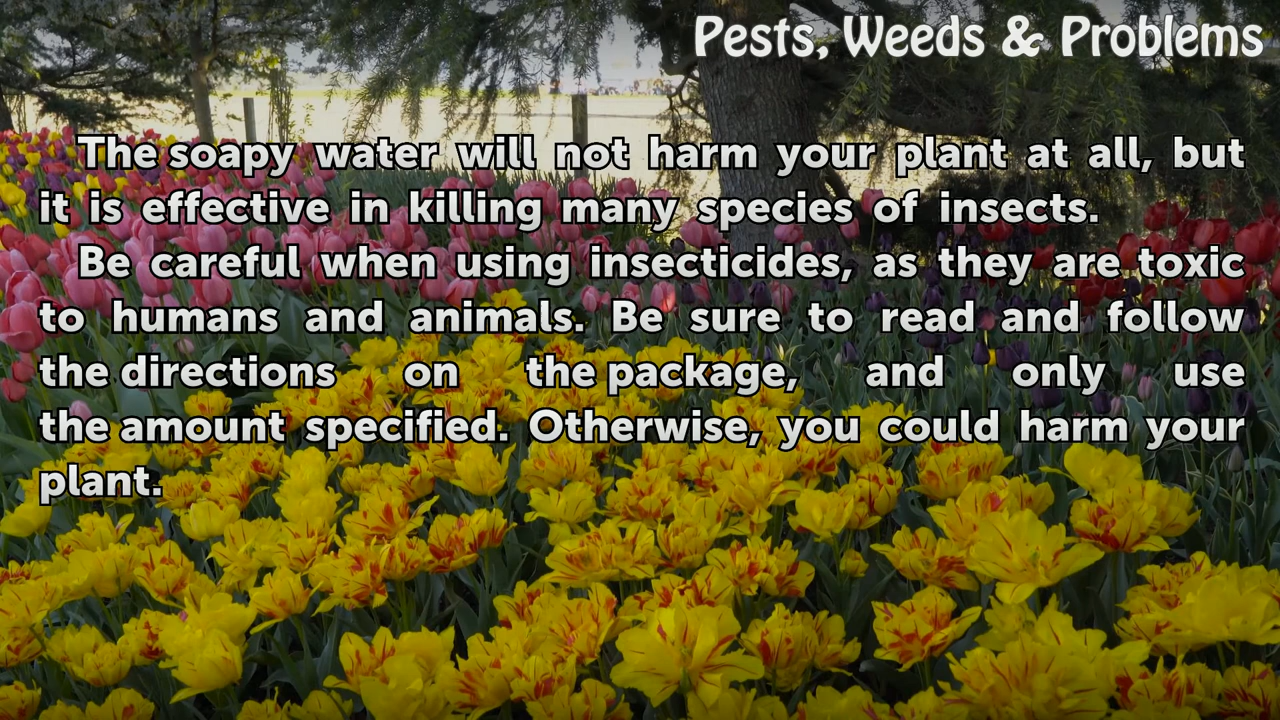 Pests, Weeds & Problems
The soapy water will not harm your plant at all, but
it is effective in killing many species of insects.
Be careful when using insecticides, as they are toxic
to humans and animals. Be sure to read and follow
the directions on the package, and only use
the amount specified. Otherwise, you could harm your
plant.